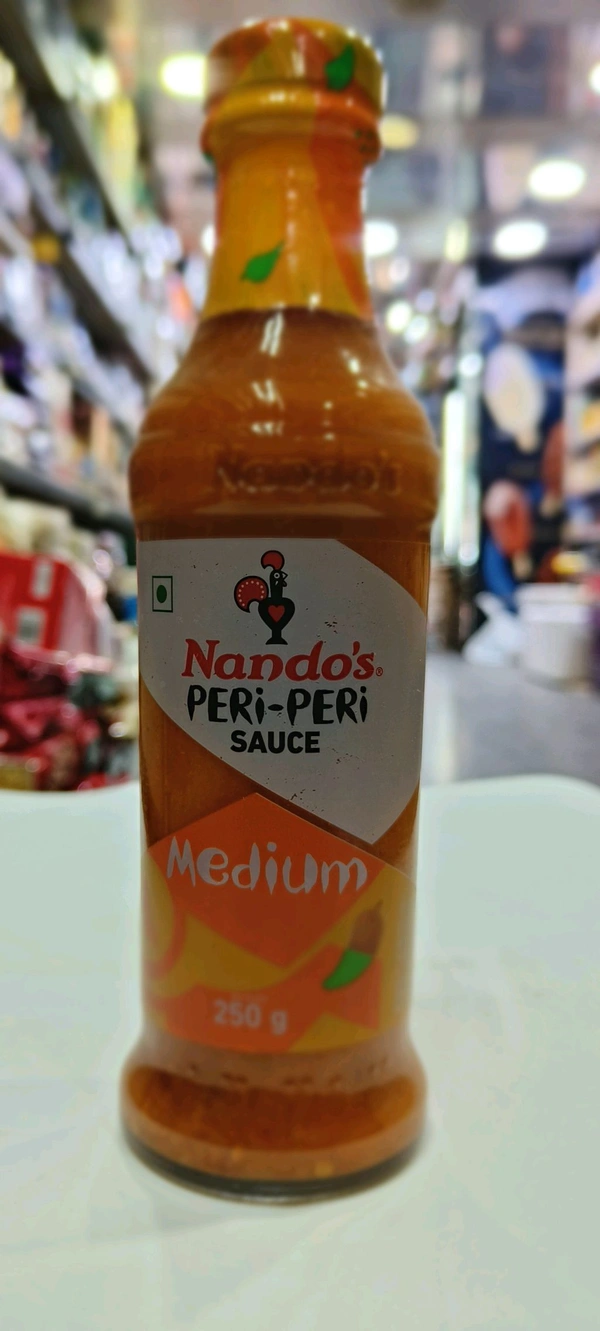 Nando's
Nando's®
PERi-PERi
SAUCE
Medium
250 g